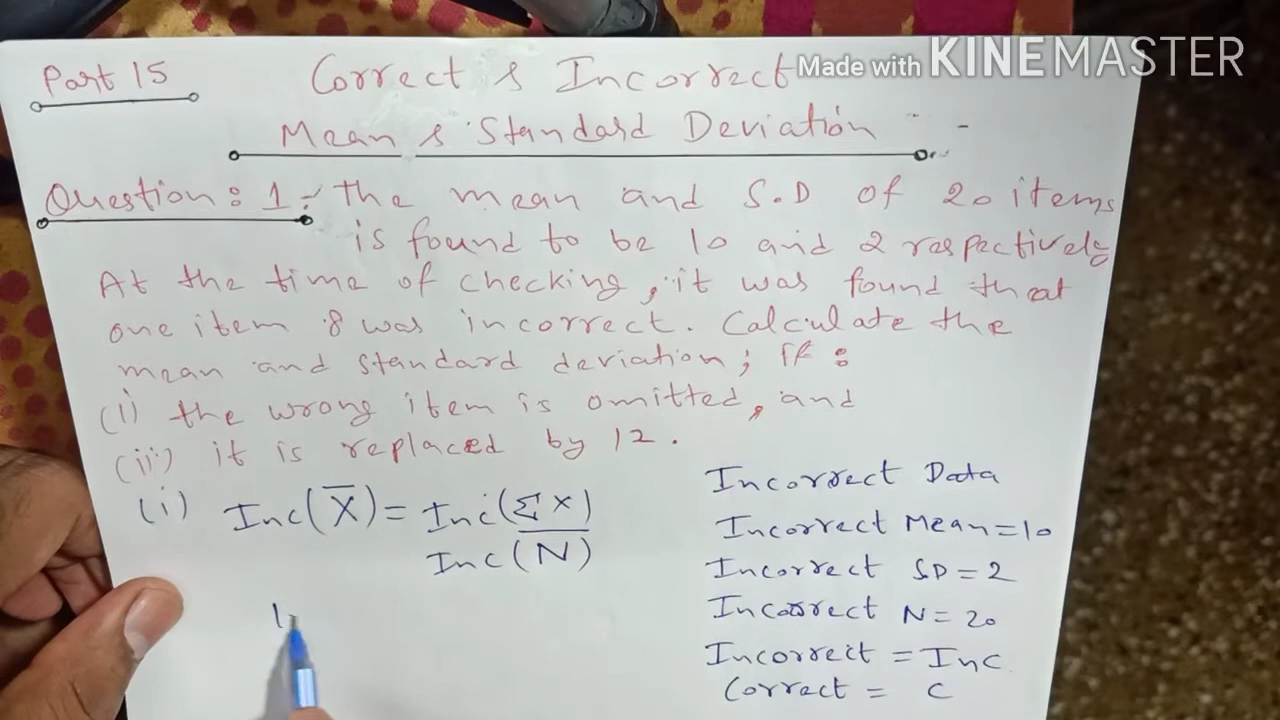 Part 15
Correct & Incorrect
Made with KINEMASTER
Mean & Standard Deviation
Question: 1:- The mean and S.D of 20 items
is found to be 10 and 2 respectively
At the time of checking, it was found that
one item 8 was incorrect. Calculate the
mean and standard deviation; If :
(i) the wrong item is omitted, and
(ii) it is replaced by 12.
(i) Inc(X̅) = Inc(Σx)
Inc(N)
1
Incorrect Data
Incorrect Mean = 10
Incorrect SD = 2
Incorrect N = 20
Incorrect = Inc.
Correct = C